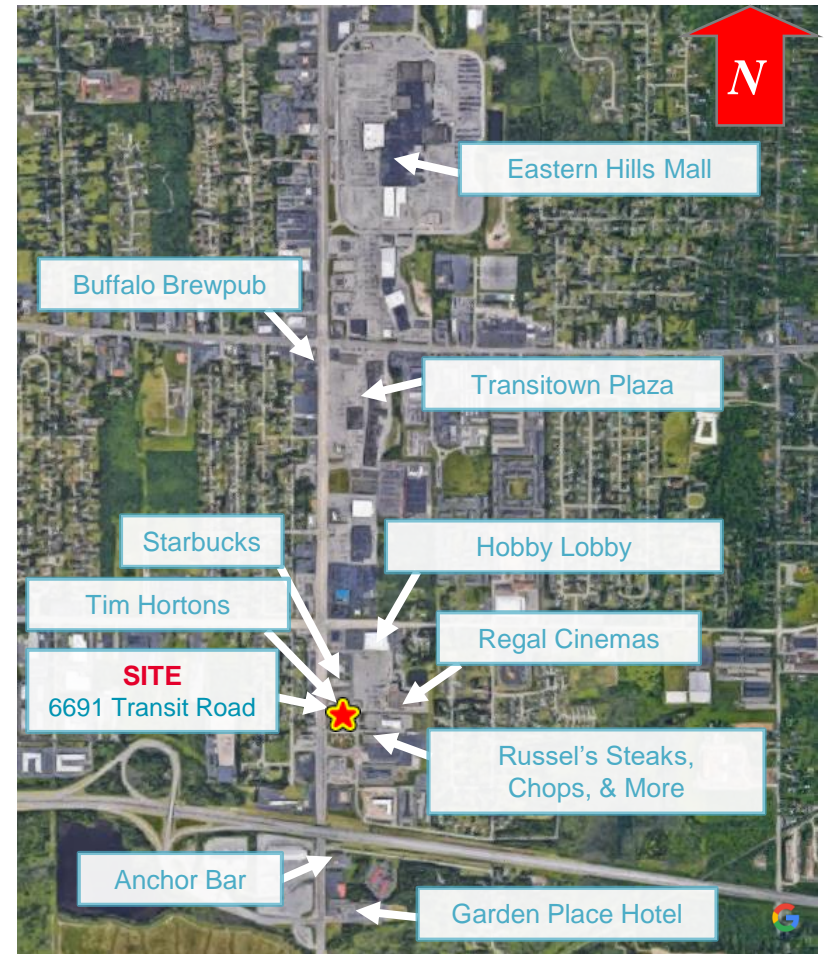 N
Eastern Hills Mall
Buffalo Brewpub
Transitown Plaza
Starbucks
Hobby Lobby
Tim Hortons
Regal Cinemas
SITE
6691 Transit Road
Russel's Steaks,
Chops, & More
Anchor Bar
Garden Place Hotel
G